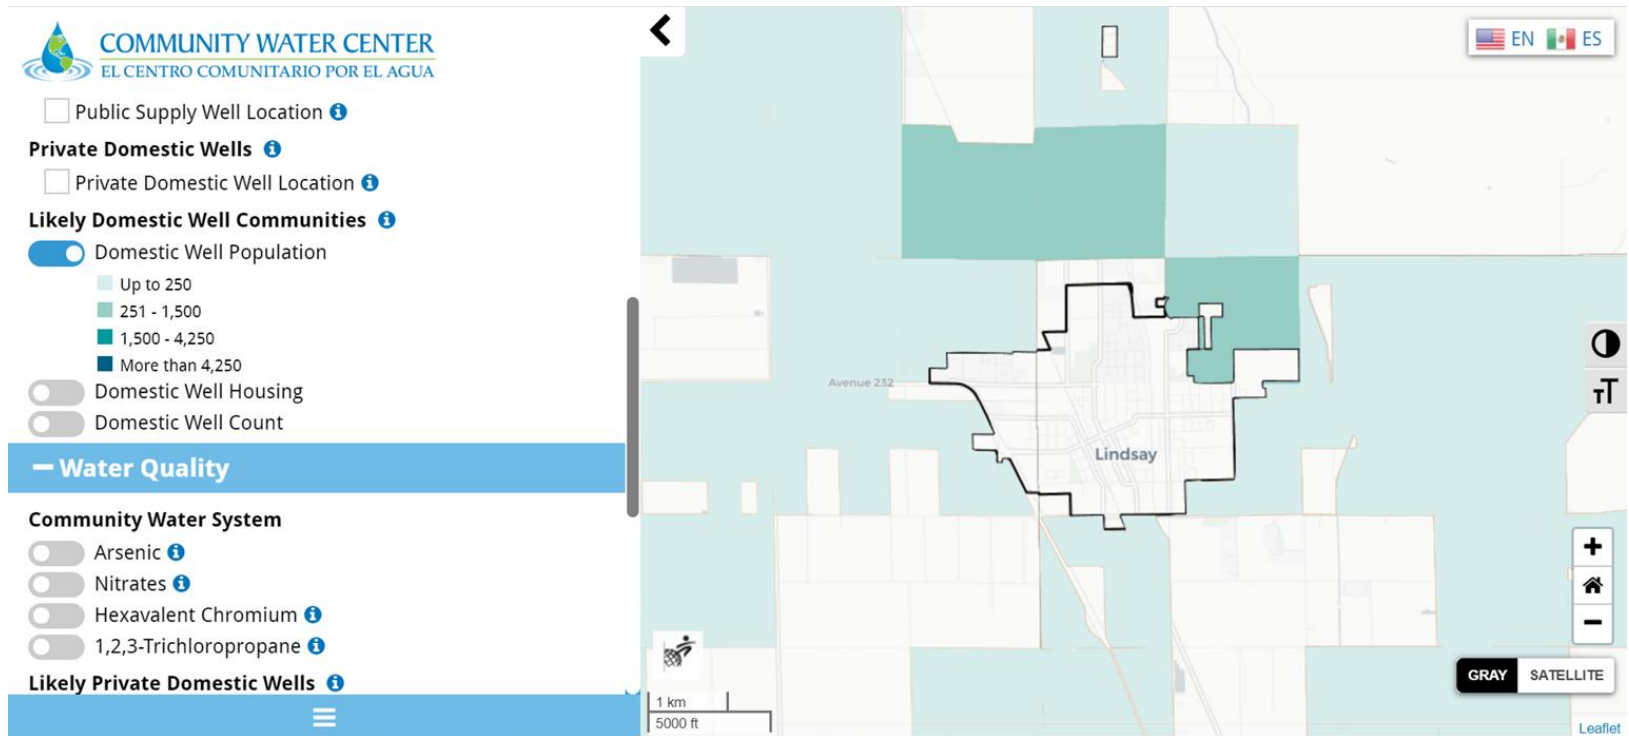 COMMUNITY WATER CENTER
EL CENTRO COMUNITARIO POR EL AGUA
Public Supply Well Location
Private Domestic Wells
Private Domestic Well Location
Likely Domestic Well Communities
Domestic Well Population
Up to 250
251 - 1,500
1,500 - 4,250
More than 4,250
Domestic Well Housing
Domestic Well Count
Water Quality
Community Water System
Arsenic
Nitrates
Hexavalent Chromium
1,2,3-Trichloropropane
Likely Private Domestic Wells
EN ES
Avenue 232
Lindsay
TT
+
−
GRAY SATELLITE
1 km
5000 ft
Leaflet